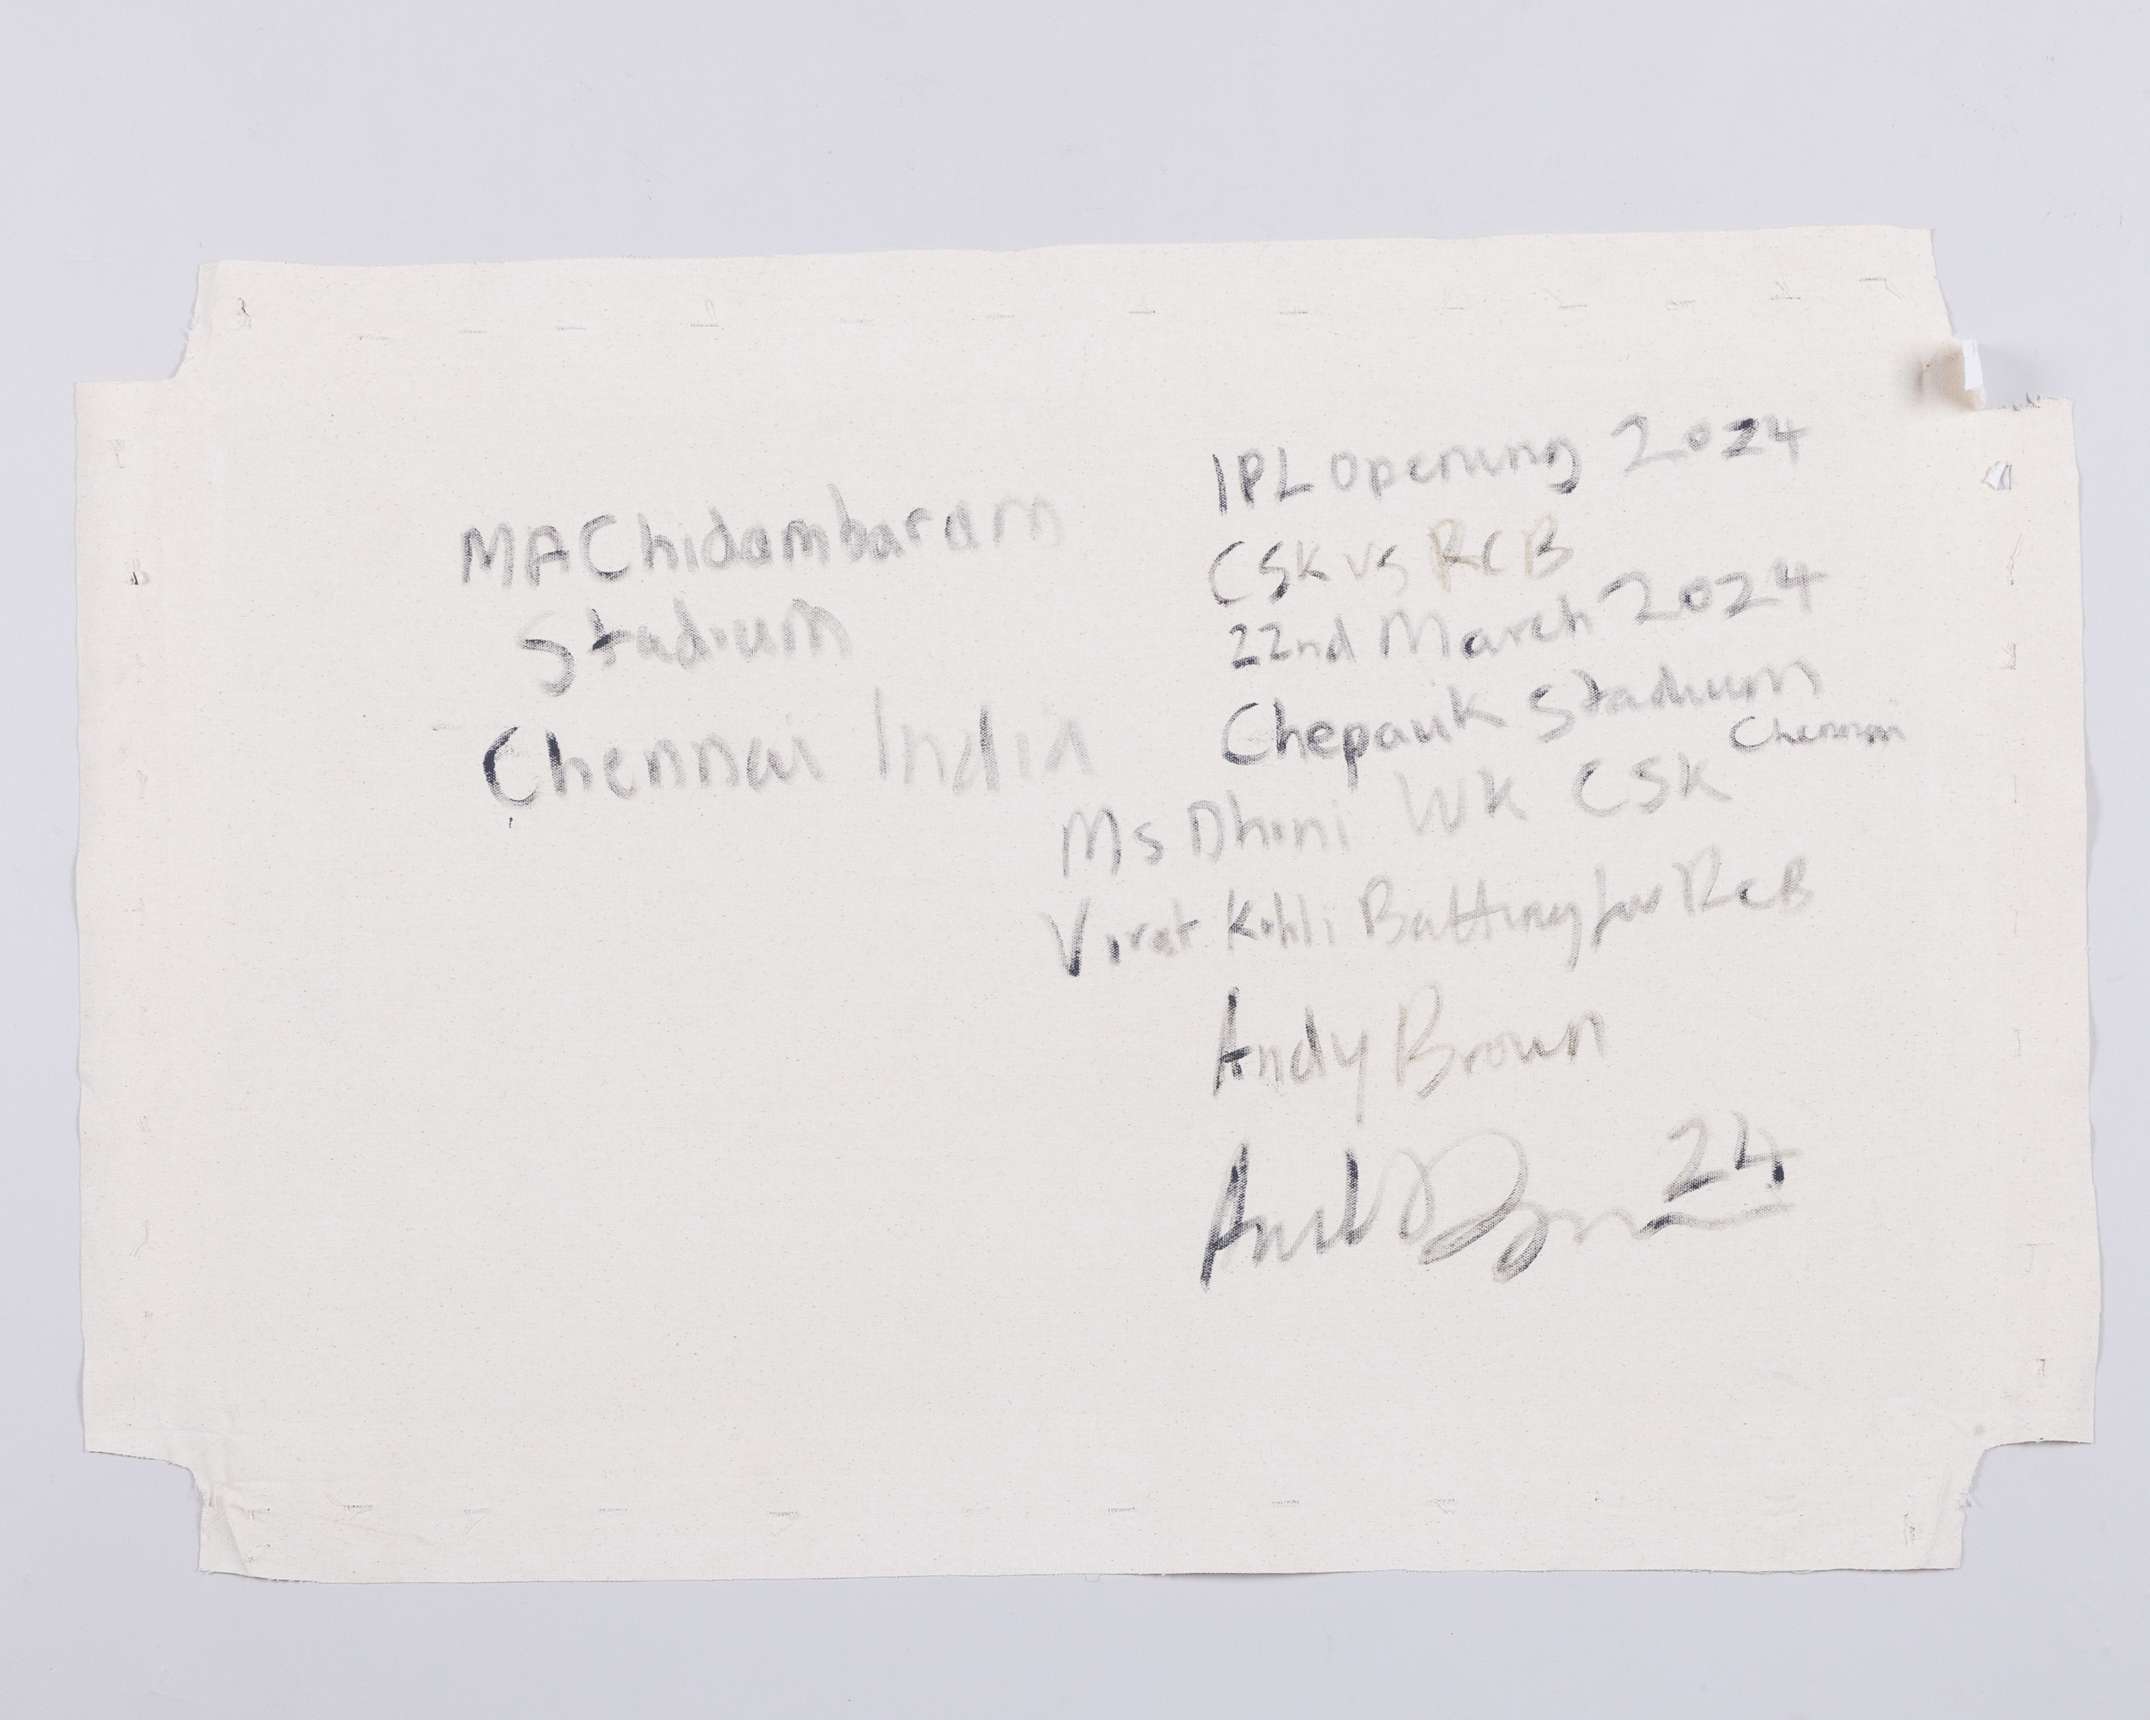 MA Chidambaram
Stadium
Chennai India
IPL Opening 2024
CSK vs RCB
22nd March 2024
Chepauk Stadium
Chennai
Ms Dhini WK CSK
Virat Kohli Batting for RCB
Andy Brown
24